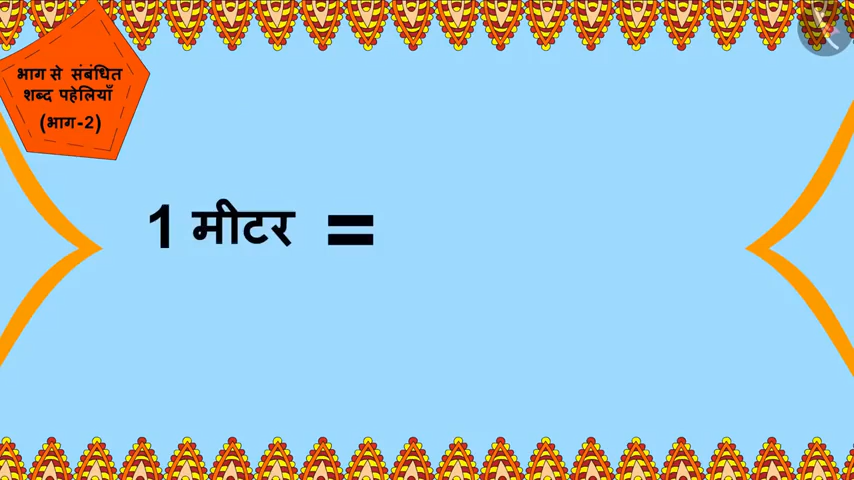 भाग से संबंधित
शब्द पहेलियाँ
(भाग-2)
1 मीटर =